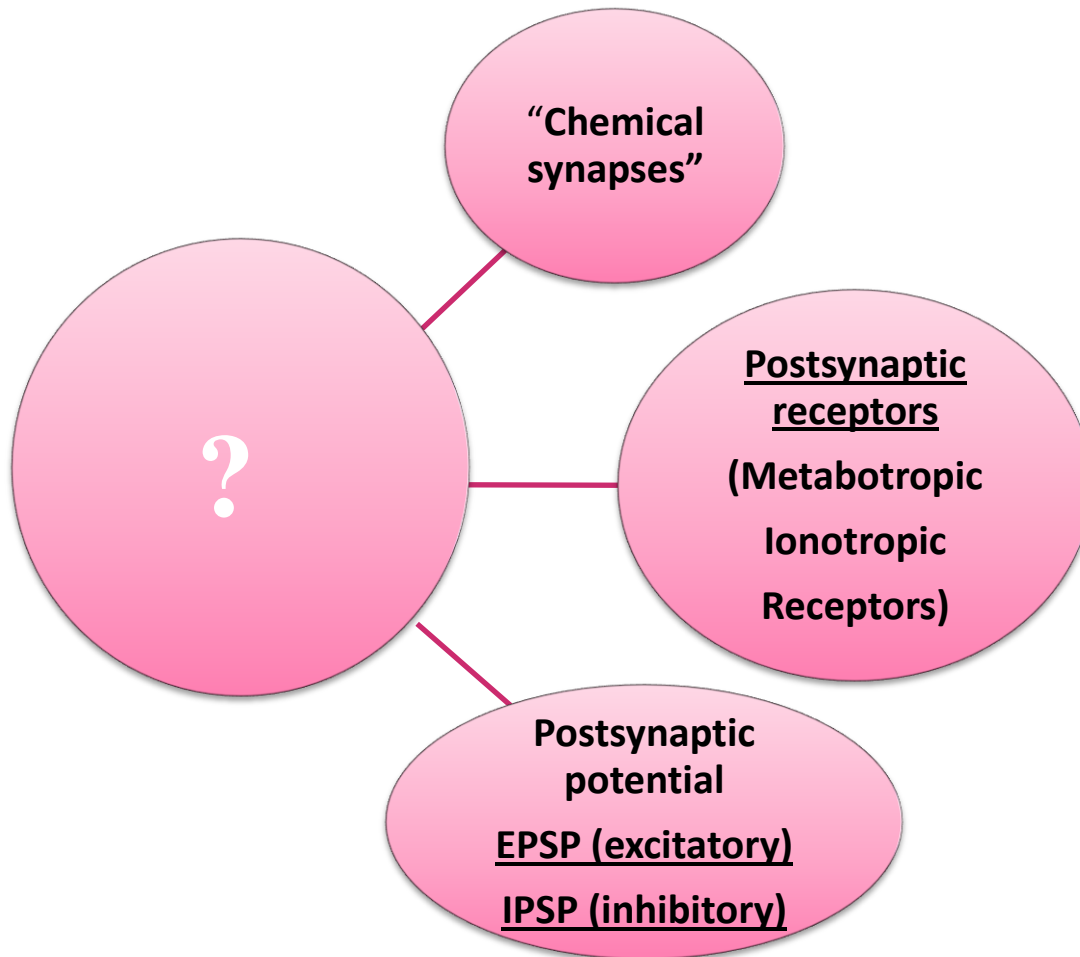 “Chemical
synapses”
?
Postsynaptic
receptors
(Metabotropic
Ionotropic
Receptors)
Postsynaptic
potential
EPSP (excitatory)
IPSP (inhibitory)